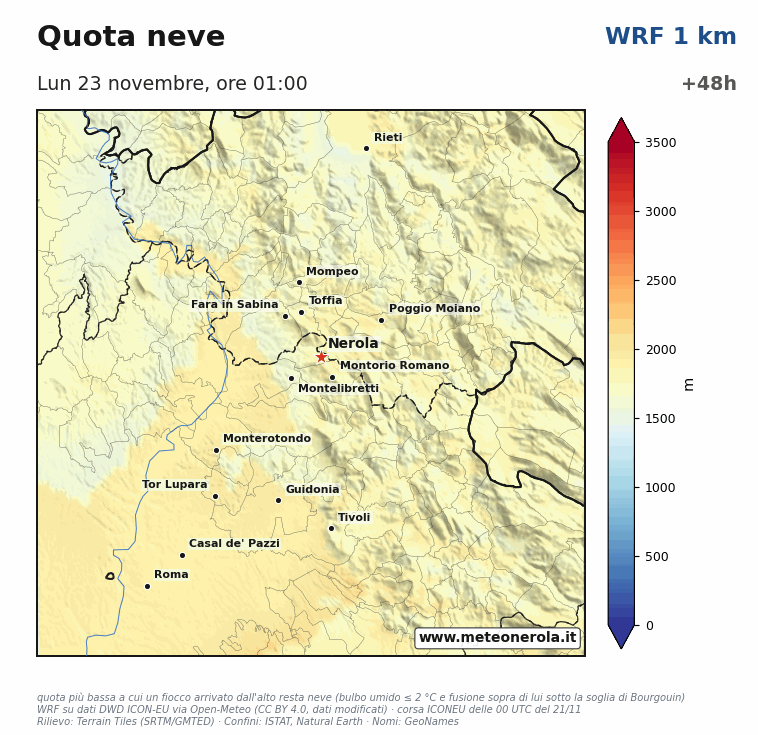 Quota neve
WRF 1 km
Lun 23 novembre, ore 01:00
+48h
Rieti
Mompeo
Toffia
Fara in Sabina
Poggio Moiano
Nerola
Montorio Romano
Montelibretti
Monterotondo
Tor Lupara
Guidonia
Tivoli
Casal de' Pazzi
Roma
www.meteonerola.it
3500
3000
2500
2000
1500
1000
500
0
m
quota più bassa a cui un fiocco arrivato dall'alto resta neve (bulbo umido ≤ 2 °C e fusione sopra di lui sotto la soglia di Bourgouin)
WRF su dati DWD ICON-EU via Open-Meteo (CC BY 4.0, dati modificati) · corsa ICONEU delle 00 UTC del 21/11
Rilievo: Terrain Tiles (SRTM/GMTED) · Confini: ISTAT, Natural Earth · Nomi: GeoNames